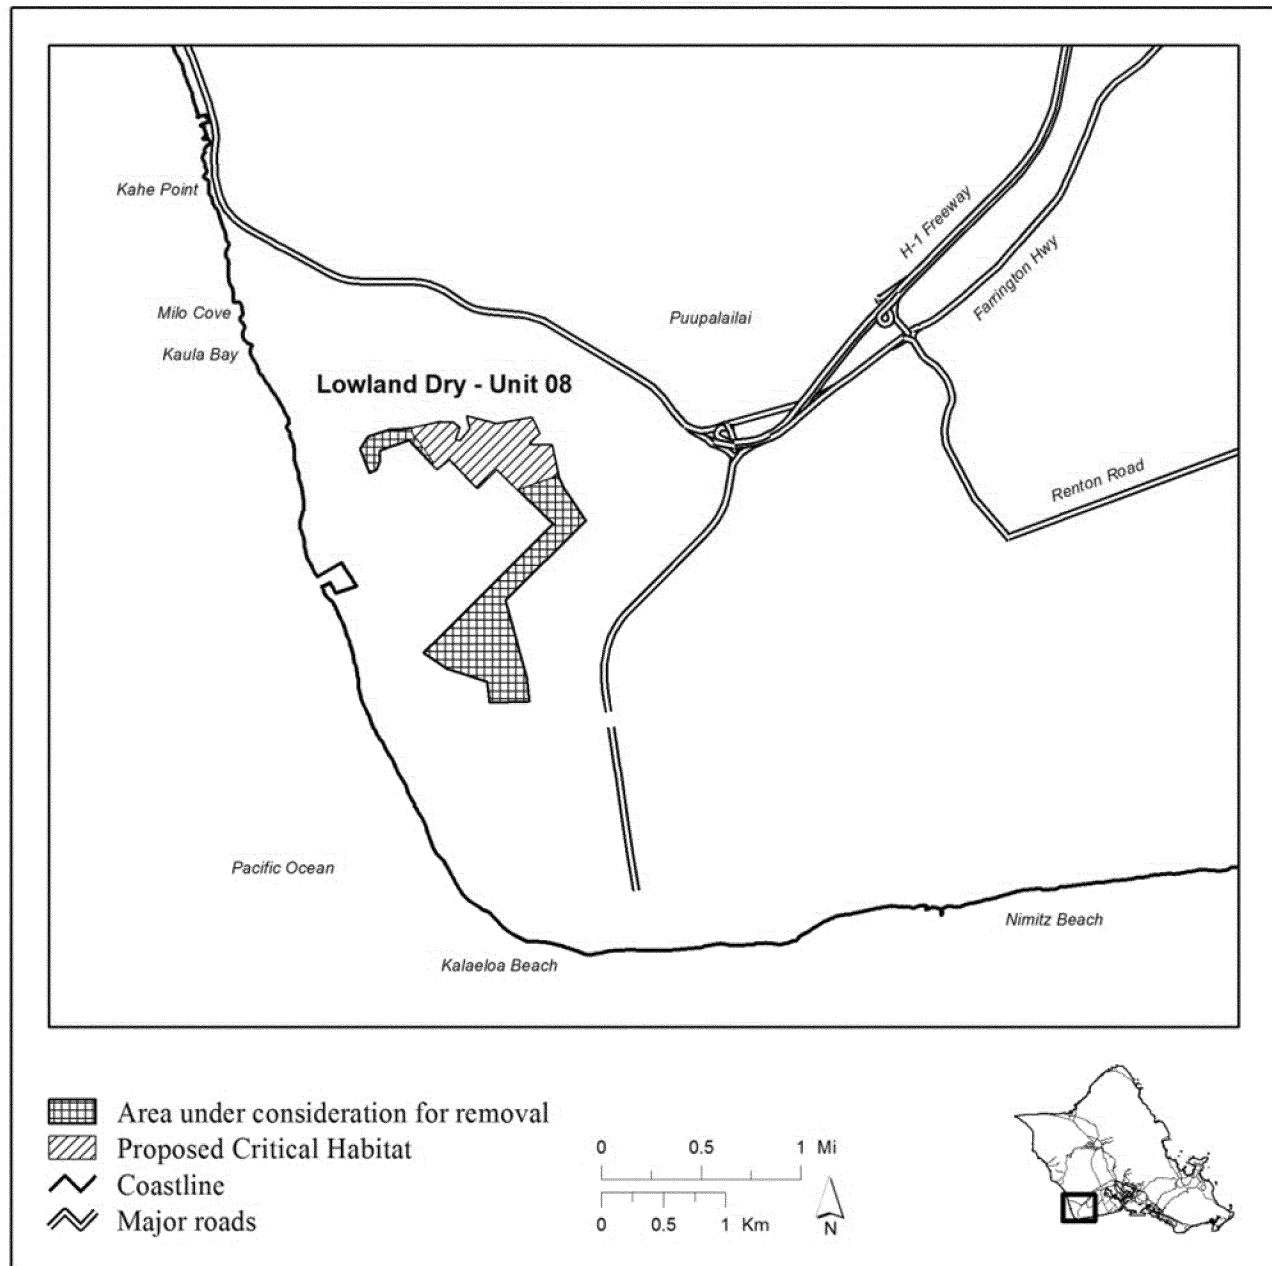 Kahe Point
H-1 Freeway
Farrington Hwy
Milo Cove
Puupalailai
Kaula Bay
Lowland Dry - Unit 08
Renton Road
Pacific Ocean
Nimitz Beach
Kalaeloa Beach
Area under consideration for removal
Proposed Critical Habitat
Coastline
Major roads
0 0.5 1 Mi
0 0.5 1 Km
N